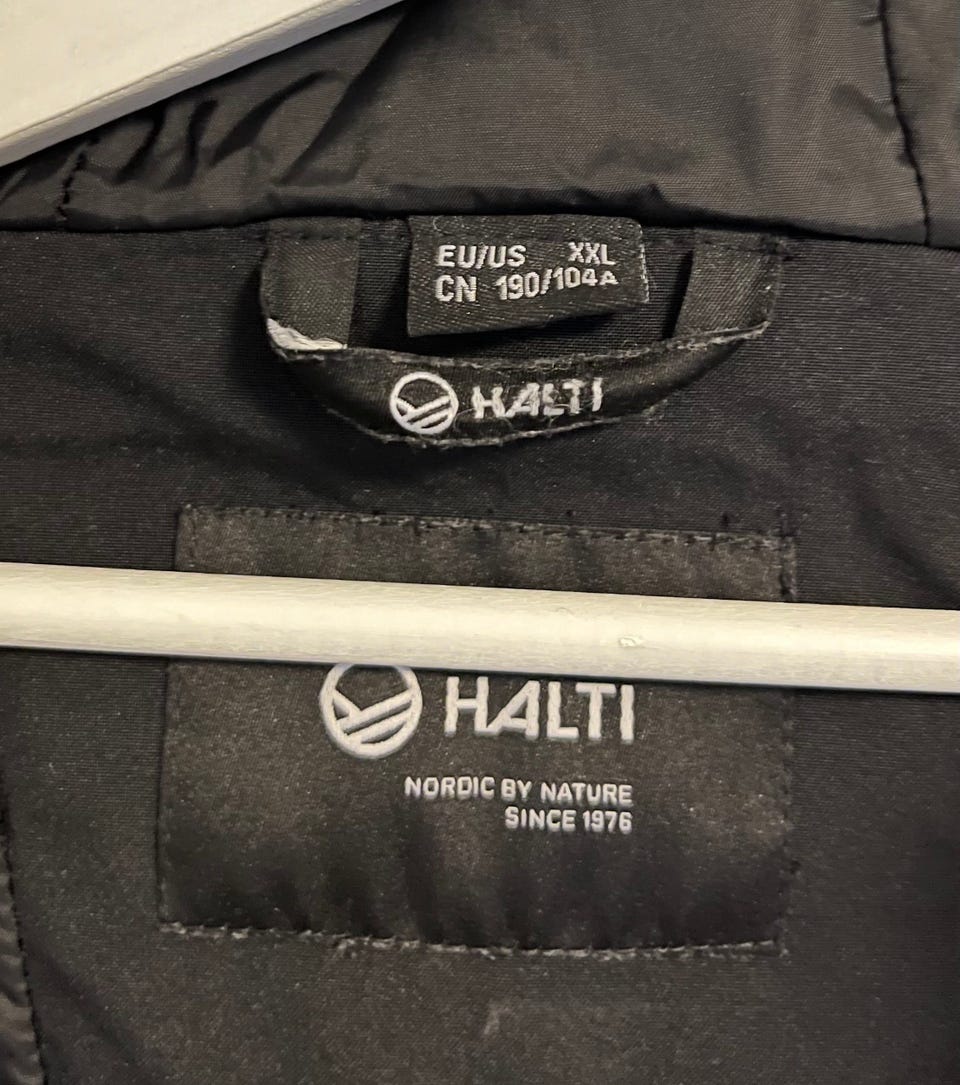 EU/US XXL
CN 190/104A
HALTI
HALTI
NORDIC BY NATURE
SINCE 1976